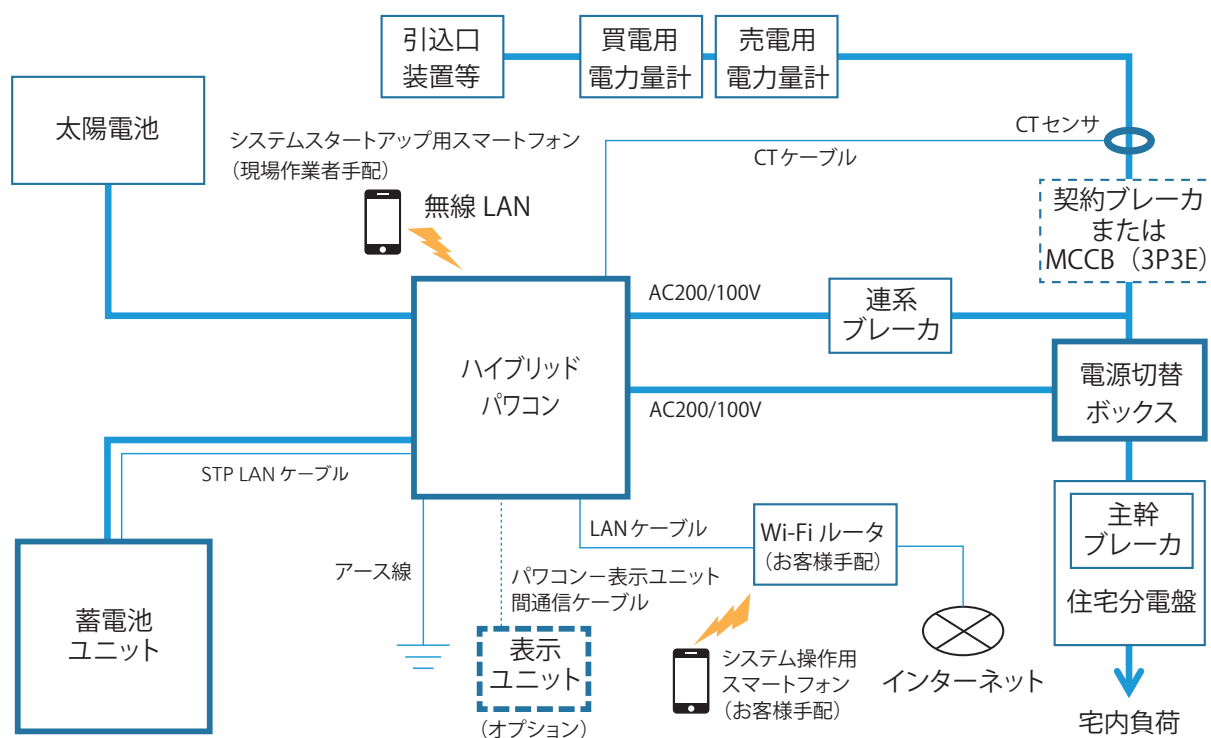 引込口
装置等
買電用
電力量計
売電用
電力量計
太陽電池
システムスタートアップ用スマートフォン
（現場作業者手配）
無線 LAN
CTセンサ
CTケーブル
契約ブレーカ
または
MCCB（3P3E）
AC200/100V
連系
ブレーカ
ハイブリッド
パワコン
AC200/100V
電源切替
ボックス
STP LAN ケーブル
LANケーブル
Wi-Fi ルータ
（お客様手配）
主幹
ブレーカ
住宅分電盤
アース線
パワコンー表示ユニット
間通信ケーブル
蓄電池
ユニット
表示
ユニット
（オプション）
システム操作用
スマートフォン
（お客様手配）
インターネット
宅内負荷